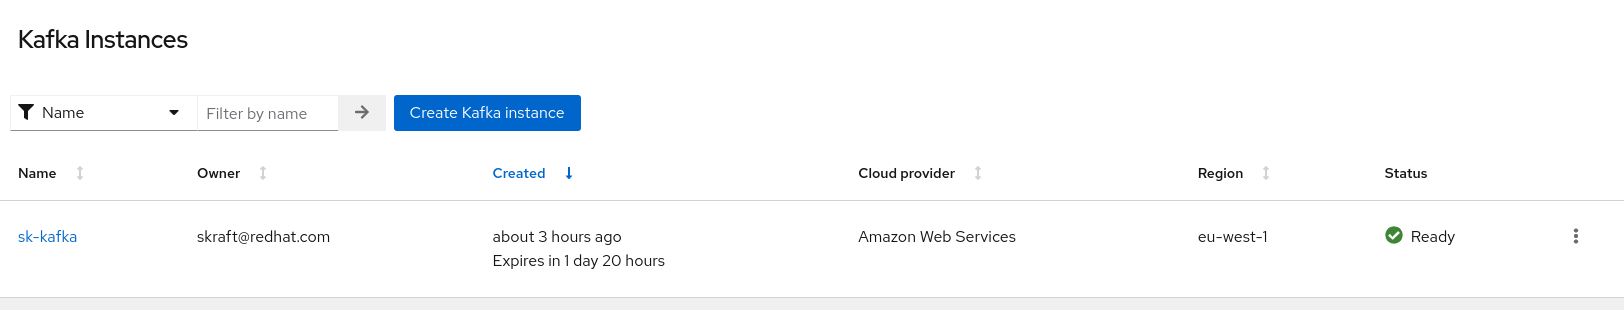 Kafka Instances
Name
Filter by name
Create Kafka instance
Name Owner Created Cloud provider Region Status
sk-kafka skraft@redhat.com about 3 hours ago Amazon Web Services eu-west-1 Ready
Expires in 1 day 20 hours